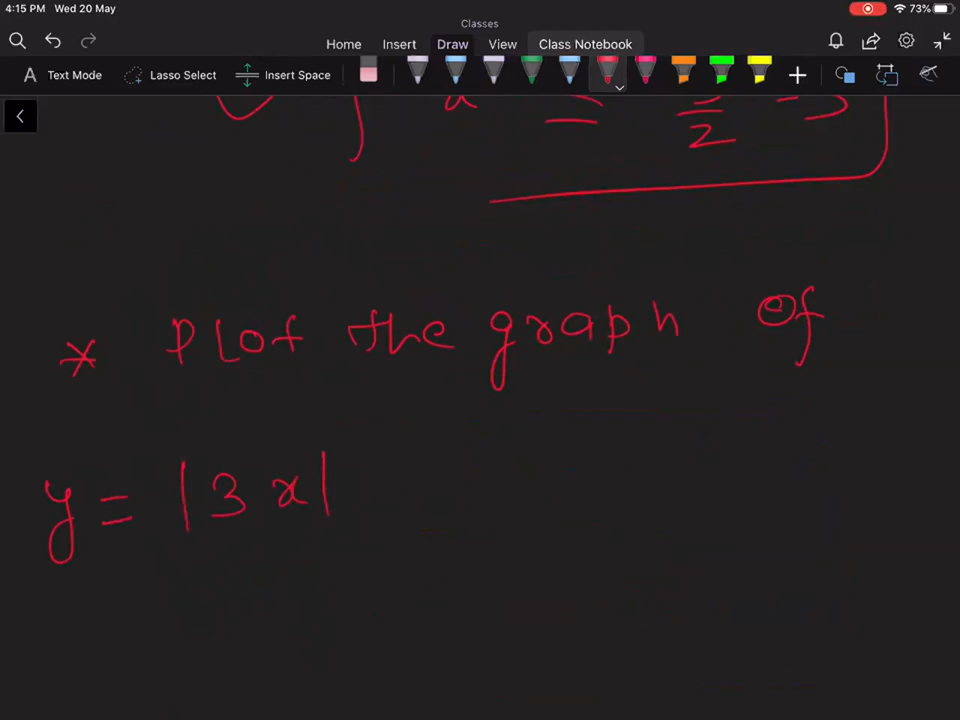 4:15 PM Wed 20 May 73%
Classes
Home Insert Draw View Class Notebook
A Text Mode Lasso Select Insert Space
2
* Plot the graph of
y = |3x|